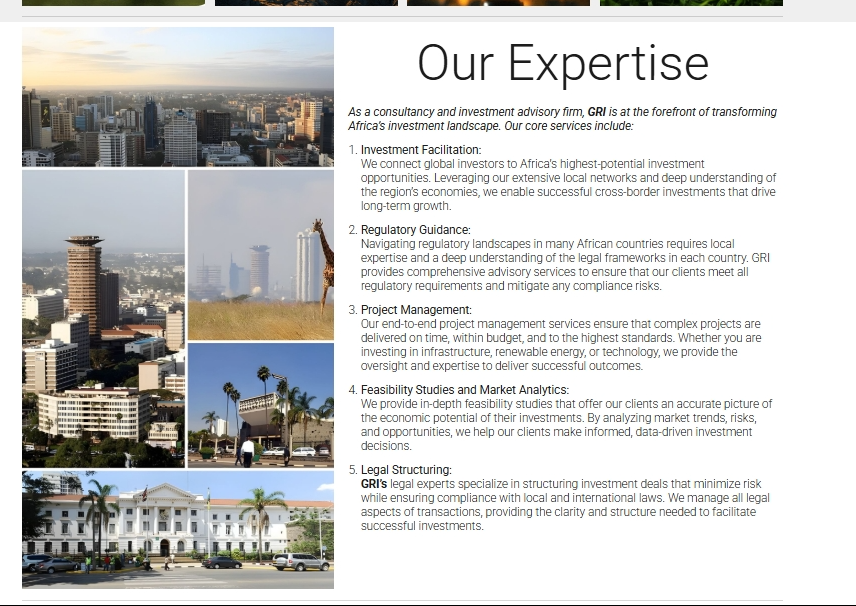 Our Expertise
As a consultancy and investment advisory firm, GRI is at the forefront of transforming
Africa's investment landscape. Our core services include:
1. Investment Facilitation:
We connect global investors to Africa's highest-potential investment
opportunities. Leveraging our extensive local networks and deep understanding of
the region's economies, we enable successful cross-border investments that drive
long-term growth.
2. Regulatory Guidance:
Navigating regulatory landscapes in many African countries requires local
expertise and a deep understanding of the legal frameworks in each country. GRI
provides comprehensive advisory services to ensure that our clients meet all
regulatory requirements and mitigate any compliance risks.
3. Project Management:
Our end-to-end project management services ensure that complex projects are
delivered on time, within budget, and to the highest standards. Whether you are
investing in infrastructure, renewable energy, or technology, we provide the
oversight and expertise to deliver successful outcomes.
4. Feasibility Studies and Market Analytics:
We provide in-depth feasibility studies that offer our clients an accurate picture of
the economic potential of their investments. By analyzing market trends, risks,
and opportunities, we help our clients make informed, data-driven investment
decisions.
5. Legal Structuring:
GRI's legal experts specialize in structuring investment deals that minimize risk
while ensuring compliance with local and international laws. We manage all legal
aspects of transactions, providing the clarity and structure needed to facilitate
successful investments.